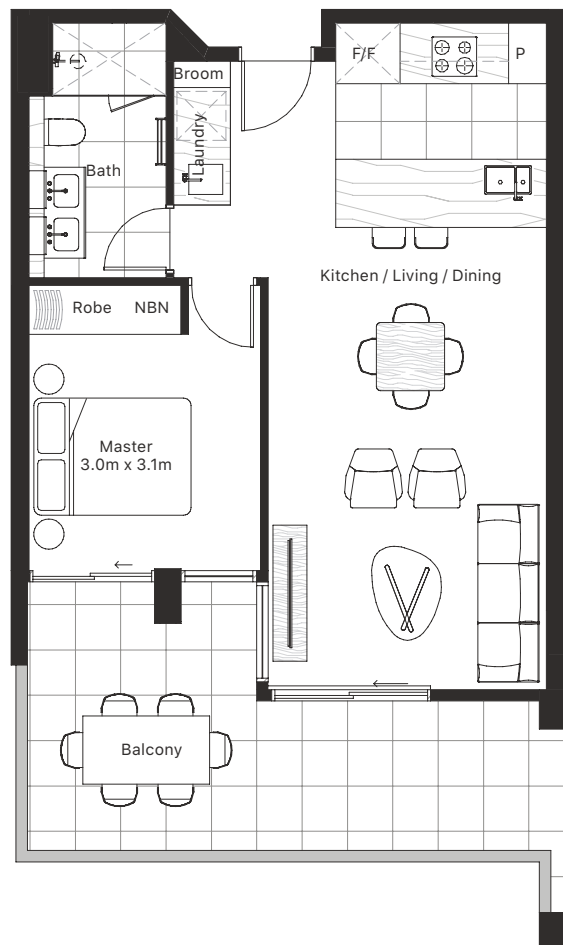 F/F
P
Broom
Laundry
Bath
Kitchen / Living / Dining
Robe NBN
Master
3.0m x 3.1m
Balcony